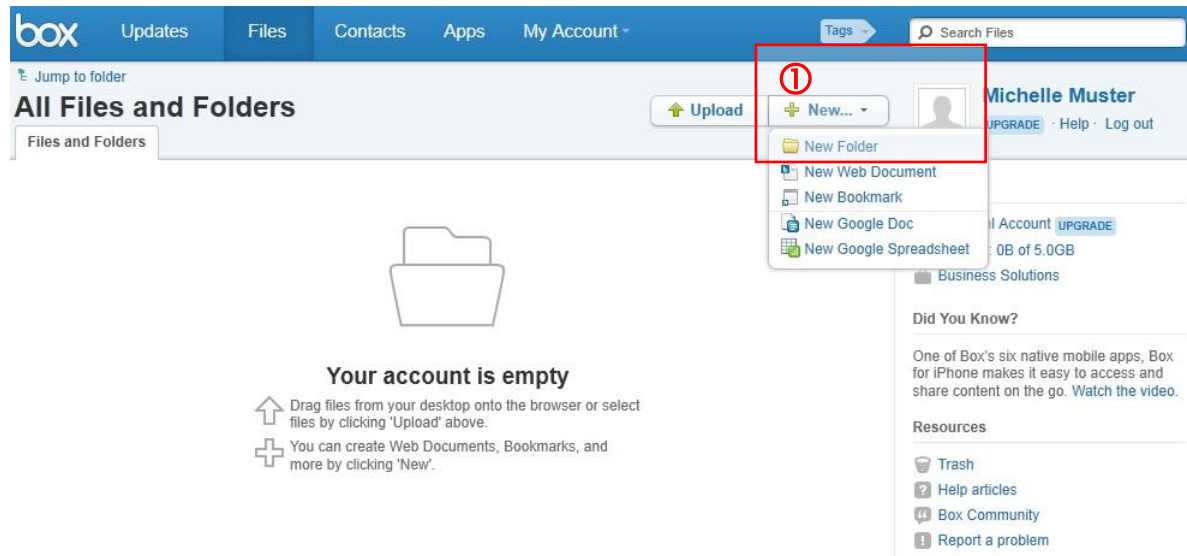 box Updates Files Contacts Apps My Account Tags Search Files
Jump to folder
All Files and Folders
Files and Folders
Upload
①
New...
New Folder
New Web Document
New Bookmark
New Google Doc
New Google Spreadsheet
Michelle Muster
UPGRADE · Help · Log out
Account UPGRADE
: 0B of 5.0GB
Business Solutions
Your account is empty
Drag files from your desktop onto the browser or select
files by clicking 'Upload' above.
You can create Web Documents, Bookmarks, and
more by clicking 'New'.
Did You Know?
One of Box's six native mobile apps, Box
for iPhone makes it easy to access and
share content on the go. Watch the video.
Resources
Trash
Help articles
Box Community
Report a problem